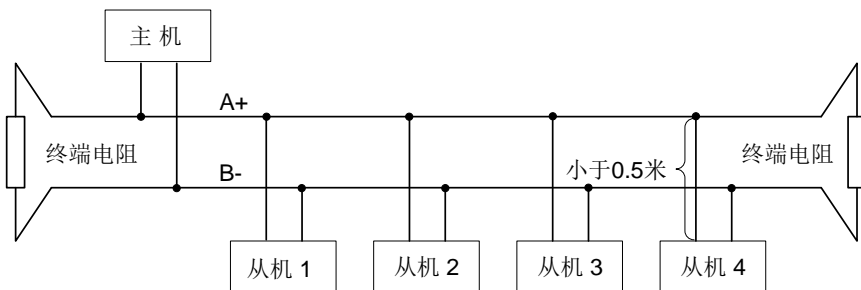 主 机
A+
终端电阻
终端电阻
小于0.5米
B-
从机 1
从机 2
从机 3
从机 4